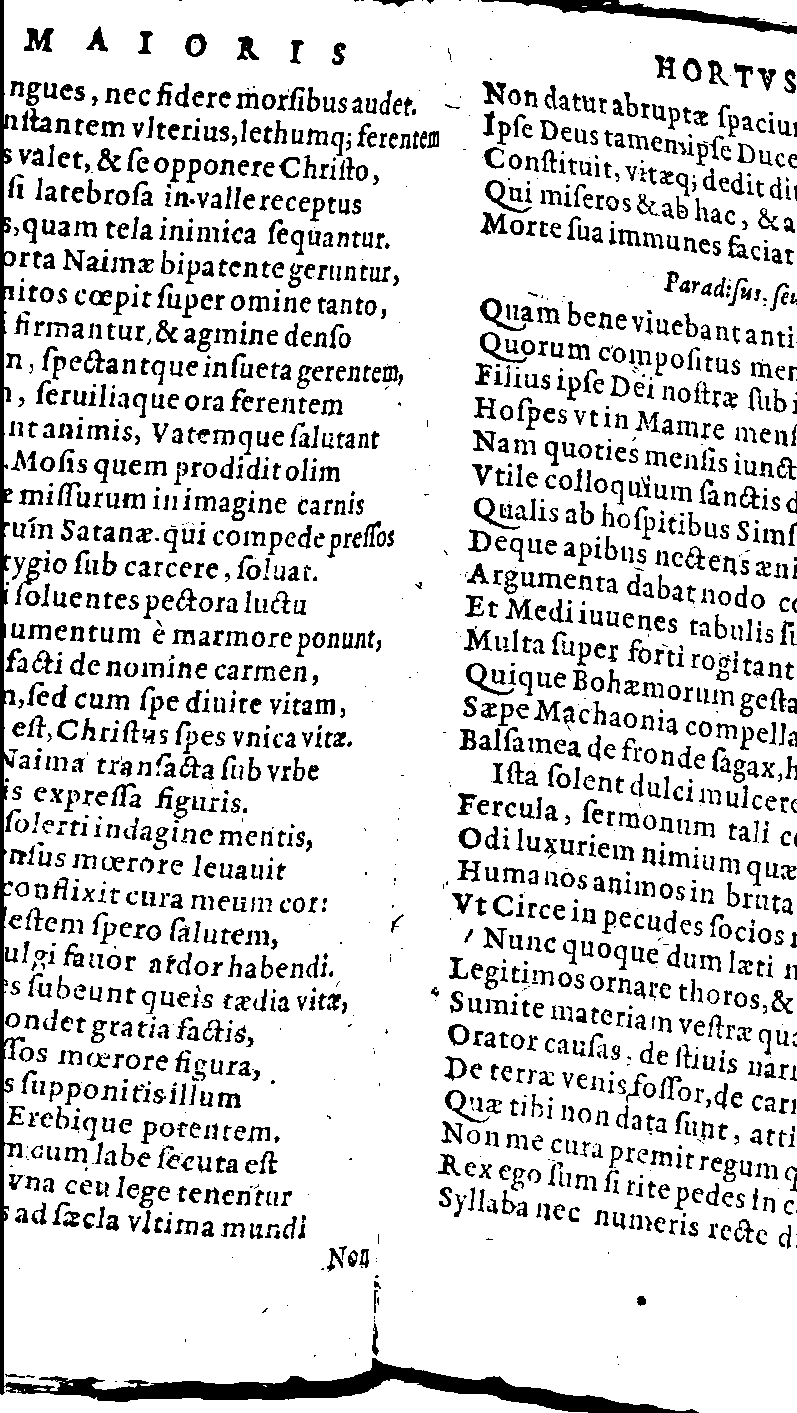 MAIORIS
ngues, nec fidere morſibus audet.
nſtantem vlterius, lethumq; ferentem
s valet, & ſe opponere Chriſto,
ſi latebroſa in valle receptus
s, quam tela inimica ſequantur.
orta Naimæ bipatente geruntur,
nitos cœpit ſuper omine tanto,
i firmantur, & agmine denſo
n, ſpectantque inſueta gerentem,
n, ſeruiliaque ora ferentem
nt animis, Vatemque ſalutant
. Moſis quem prodidit olim
e miſſurum in imagine carnis
Satanæ. qui compede preſſos
tygio ſub carcere, ſoluat.
i ſoluentes pectora luctu
numentum è marmore ponunt,
facti de nomine carmen,
n, ſed cum ſpe diuite vitam,
eſt, Chriſtus ſpes vnica vitæ.
Naima tranſacta ſub vrbe
is expreſſa figuris.
ſolerti indagine mentis,
enſus mœrore leuauit
conflixit cura meum cor:
leſtem ſpero ſalutem,
ulgi fauor ardor habendi.
es ſubeunt queis tædia vitæ,
ondet gratia factis,
ſſos mœrore figura,
s ſupponitis illum
Erebique potentem.
n cum labe ſecuta eſt
vna ceu lege tenentur
s ad ſæcla vltima mundi
Non
HORTVS
Non datur abruptæ ſpacium
Ipſe Deus tamen ipſe Duce
Conſtituit, vitæq; dedit dit
Qui miſeros & ab hac, & a
Morte ſua immunes faciat
Paradiſus, ſeu
Quam bene viuebant anti
Quorum compoſitus men
Filius ipſe Dei noſtræ ſub i
Hoſpes vt in Mamre menſ
Nam quoties menſis iunct
Vtile colloquium ſanctis d
Qualis ab hoſpitibus Simſ
Deque apibus nectens æni
Argumenta dabat nodo co
Et Medi iuuenes tabulis ſu
Multa ſuper forti rogitant
Quique Bohæmorum geſta
Sæpe Machaonia compella
Balſamea de fronde ſagax, h
Iſta ſolent dulci mulcere
Fercula, ſermonum tali co
Odi luxuriem nimium quæ
Humanos animos in bruta
Vt Circe in pecudes ſocios
Nunc quoque dum læti n
Legitimos ornare thoros, &
Sumite materiam veſtræ qua
Orator cauſas, de ſtiuis narr
De terræ venis foſſor, de carn
Quæ tibi non data ſunt, atti
Non me cura premit regum q
Rex ego ſum ſi rite pedes in c
Syllaba nec numeris recte d